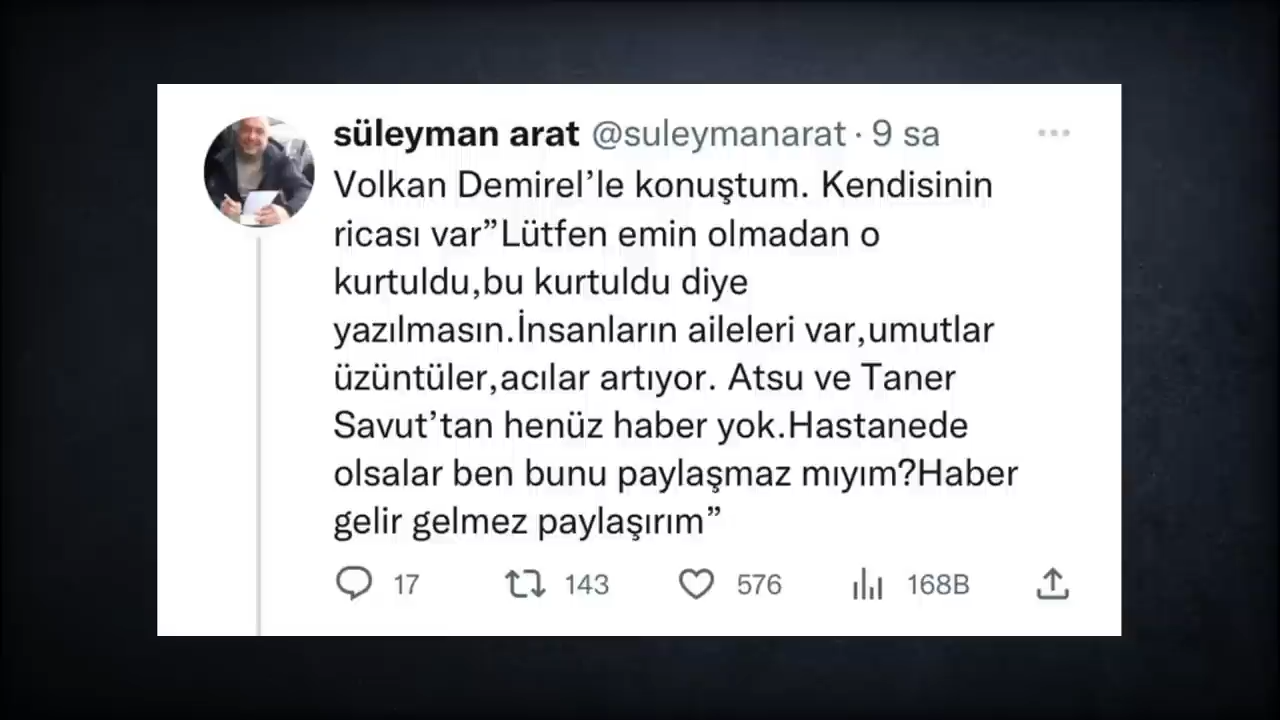 süleyman arat @suleymanarat · 9 sa
Volkan Demirel’le konuştum. Kendisinin
ricası var”Lütfen emin olmadan o
kurtuldu,bu kurtuldu diye
yazılmasın.İnsanların aileleri var,umutlar
üzüntüler,acılar artıyor. Atsu ve Taner
Savut’tan henüz haber yok.Hastanede
olsalar ben bunu paylaşmaz mıyım?Haber
gelir gelmez paylaşırım”
17 143 576 168B